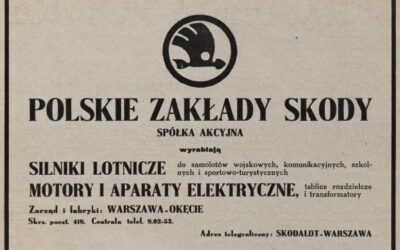 POLSKIE ZAKŁADY SKODY
SPÓŁKA AKCYJNA
wyrabiają
SILNIKI LOTNICZE do samolotów wojskowych, komunikacyjnych, szkolnych i sportowo-turystycznych
MOTORY I APARATY ELEKTRYCZNE, tablice rozdzielcze i transformatory
Zarząd i fabryki: WARSZAWA-OKĘCIE
Skrz. poczt. 418. Centrala telef. 8.02-53.
Adres telegraficzny: SKODALOT-WARSZAWA